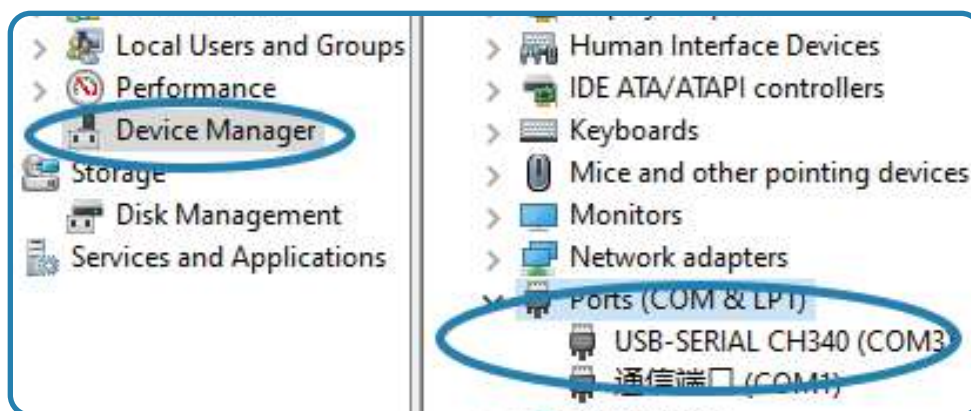 Local Users and Groups
Performance
Device Manager
Storage
Disk Management
Services and Applications
Human Interface Devices
IDE ATA/ATAPI controllers
Keyboards
Mice and other pointing devices
Monitors
Network adapters
Ports (COM & LPT)
USB-SERIAL CH340 (COM3
通信端口 (COM1)